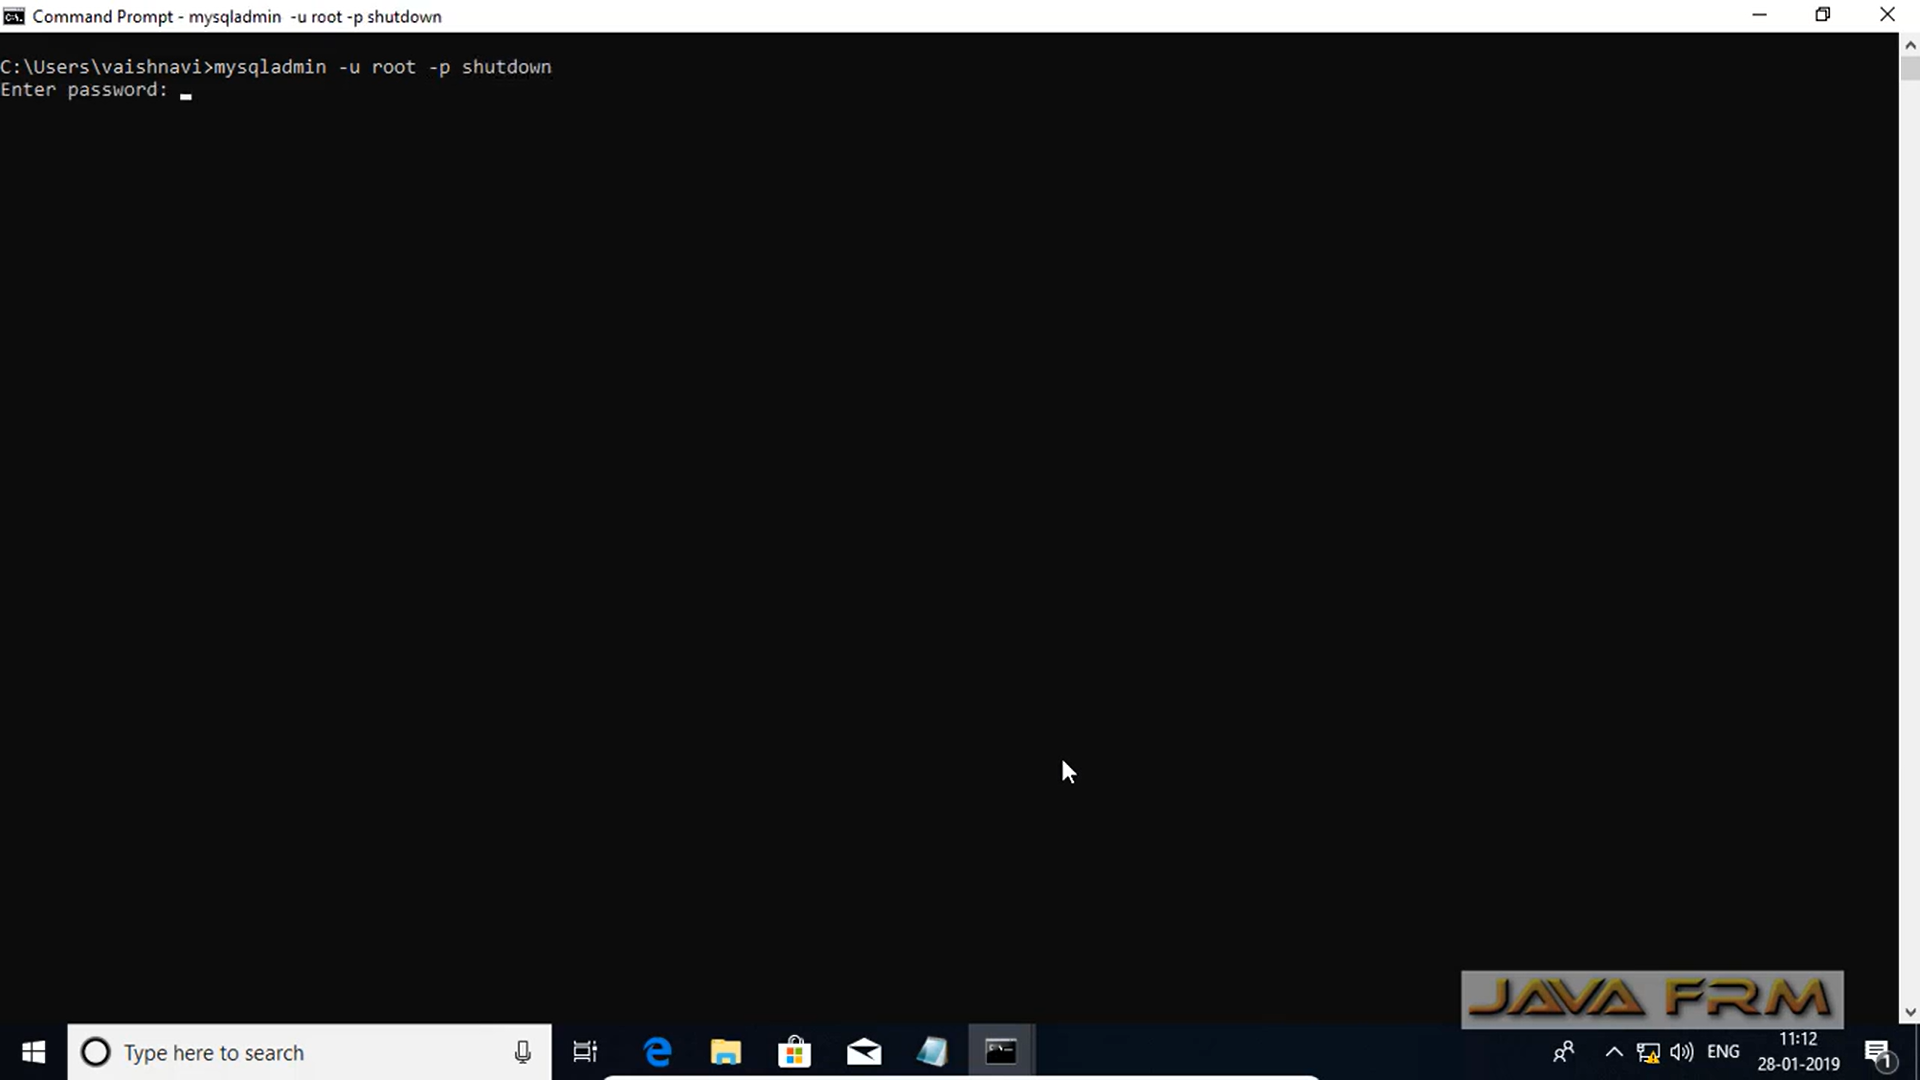 Command Prompt - mysqladmin  -u root -p shutdown
C:\Users\vaishnavi>mysqladmin -u root -p shutdown
Enter password:
JAVA FRM
Type here to search
ENG
11:12
28-01-2019
1